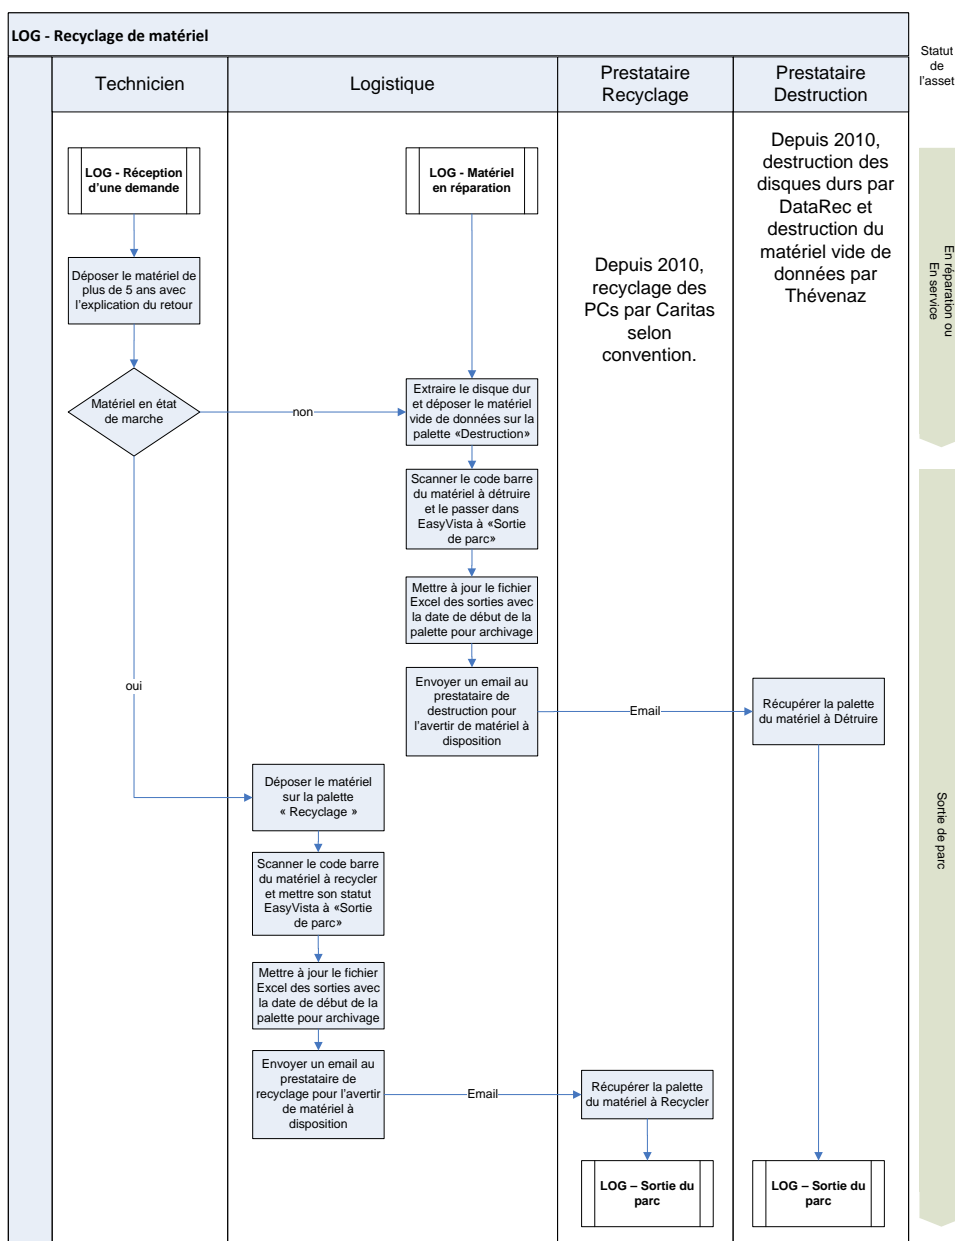 LOG - Recyclage de matériel
Statut
de
l'asset
Technicien
Logistique
Prestataire
Recyclage
Prestataire
Destruction
LOG - Réception
d'une demande
LOG - Matériel
en réparation
Depuis 2010,
destruction des
disques durs par
DataRec et
destruction du
matériel vide de
données par
Thévenaz
Depuis 2010,
recyclage des
PCs par Caritas
selon
convention.
En réparation ou
En service
Déposer le matériel de
plus de 5 ans avec
l'explication du retour
Matériel en état
de marche
non
Extraire le disque dur
et déposer le matériel
vide de données sur la
palette «Destruction»
Scanner le code barre
du matériel à détruire
et le passer dans
EasyVista à «Sortie
de parc»
Mettre à jour le fichier
Excel des sorties avec
la date de début de la
palette pour archivage
oui
Envoyer un email au
prestataire de
destruction pour
l'avertir de matériel à
disposition
Email
Récupérer la palette
du matériel à Détruire
Déposer le matériel
sur la palette
« Recyclage »
Sortie de parc
Scanner le code barre
du matériel à recycler
et mettre son statut
EasyVista à «Sortie
de parc»
Mettre à jour le fichier
Excel des sorties avec
la date de début de la
palette pour archivage
Envoyer un email au
prestataire de
recyclage pour l'avertir
de matériel à
disposition
Email
Récupérer la palette
du matériel à Recycler
LOG – Sortie du
parc
LOG – Sortie du
parc